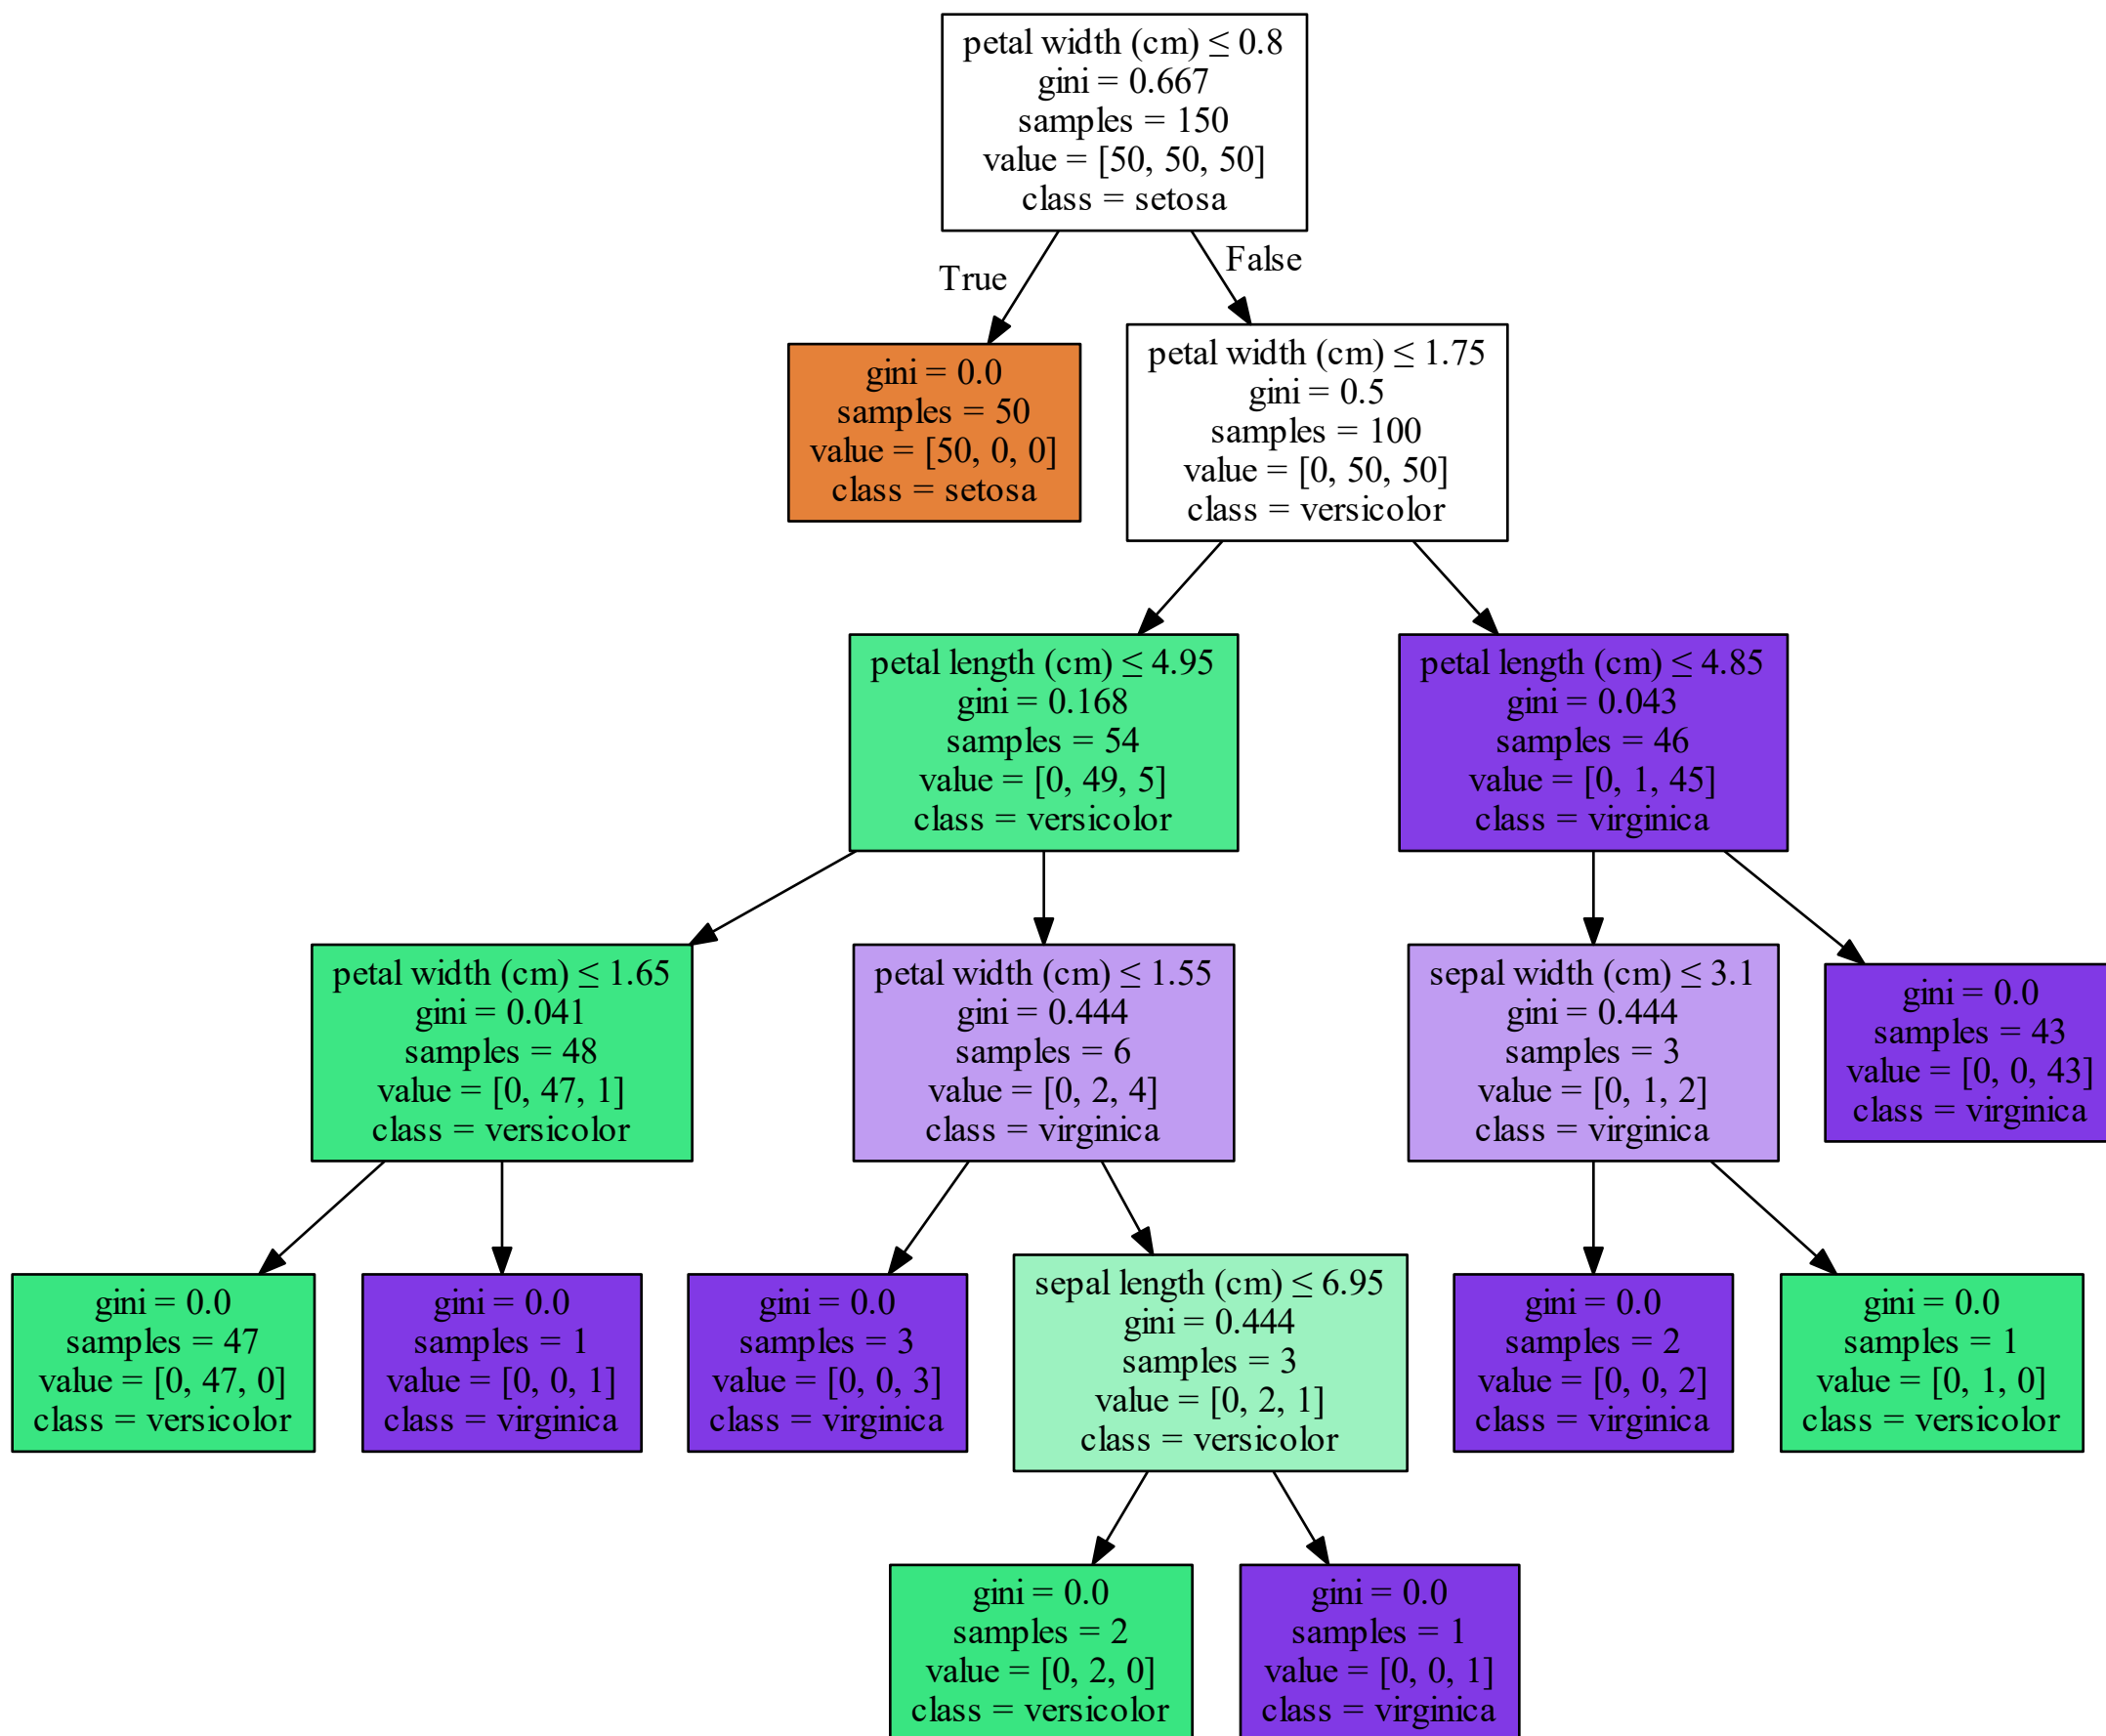 petal width (cm) ≤ 0.8
gini = 0.667
samples = 150
value = [50, 50, 50]
class = setosa
True
False
gini = 0.0
samples = 50
value = [50, 0, 0]
class = setosa
petal width (cm) ≤ 1.75
gini = 0.5
samples = 100
value = [0, 50, 50]
class = versicolor
petal length (cm) ≤ 4.95
gini = 0.168
samples = 54
value = [0, 49, 5]
class = versicolor
petal length (cm) ≤ 4.85
gini = 0.043
samples = 46
value = [0, 1, 45]
class = virginica
petal width (cm) ≤ 1.65
gini = 0.041
samples = 48
value = [0, 47, 1]
class = versicolor
petal width (cm) ≤ 1.55
gini = 0.444
samples = 6
value = [0, 2, 4]
class = virginica
sepal width (cm) ≤ 3.1
gini = 0.444
samples = 3
value = [0, 1, 2]
class = virginica
gini = 0.0
samples = 43
value = [0, 0, 43]
class = virginica
gini = 0.0
samples = 47
value = [0, 47, 0]
class = versicolor
gini = 0.0
samples = 1
value = [0, 0, 1]
class = virginica
gini = 0.0
samples = 3
value = [0, 0, 3]
class = virginica
sepal length (cm) ≤ 6.95
gini = 0.444
samples = 3
value = [0, 2, 1]
class = versicolor
gini = 0.0
samples = 2
value = [0, 0, 2]
class = virginica
gini = 0.0
samples = 1
value = [0, 1, 0]
class = versicolor
gini = 0.0
samples = 2
value = [0, 2, 0]
class = versicolor
gini = 0.0
samples = 1
value = [0, 0, 1]
class = virginica